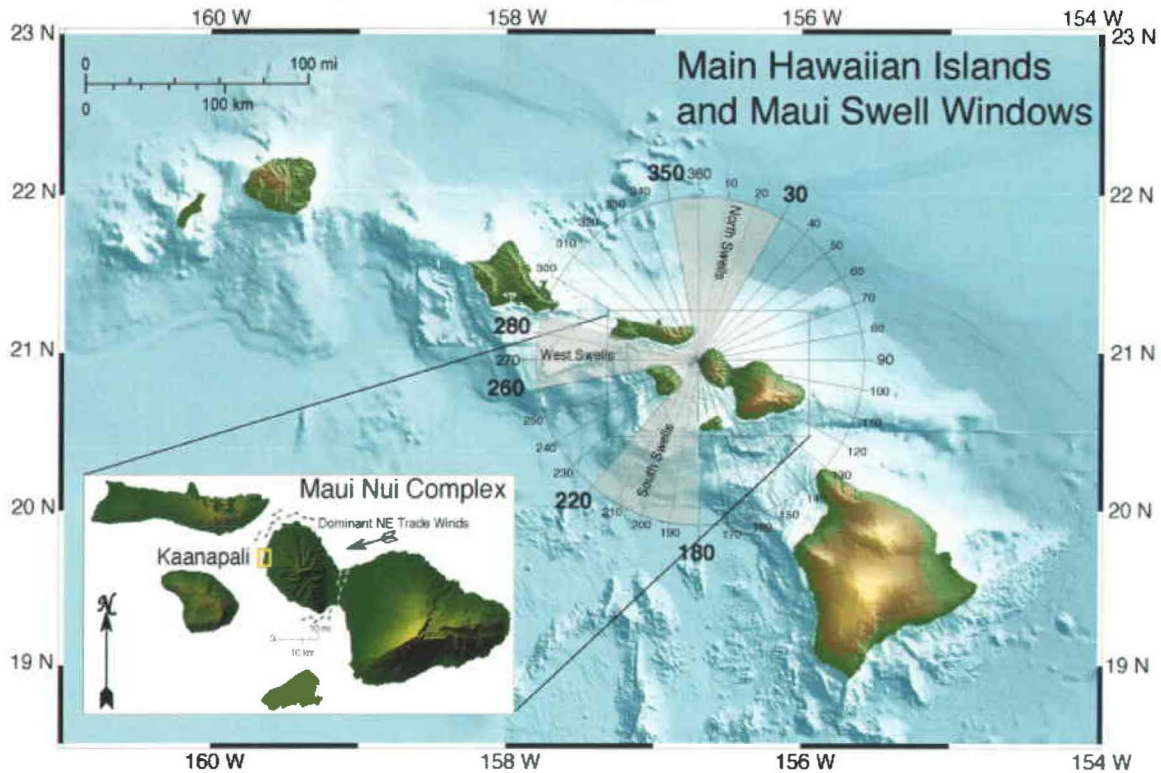 160 W
158 W
156 W
154 W
23 N
23 N
0 100 mi
0 100 km
Main Hawaiian Islands
and Maui Swell Windows
22 N
22 N
340
350
360
10
20
30
330
40
320
50
310
60
300
70
North Swells
80
280
21 N
270
West Swells
90
21 N
260
100
250
110
240
120
230
130
220
South Swells
140
210
150
200
160
190
170
180
20 N
20 N
Maui Nui Complex
Dominant NE Trade Winds
Kaanapali
N
0
10 km
19 N
19 N
160 W
158 W
156 W
154 W